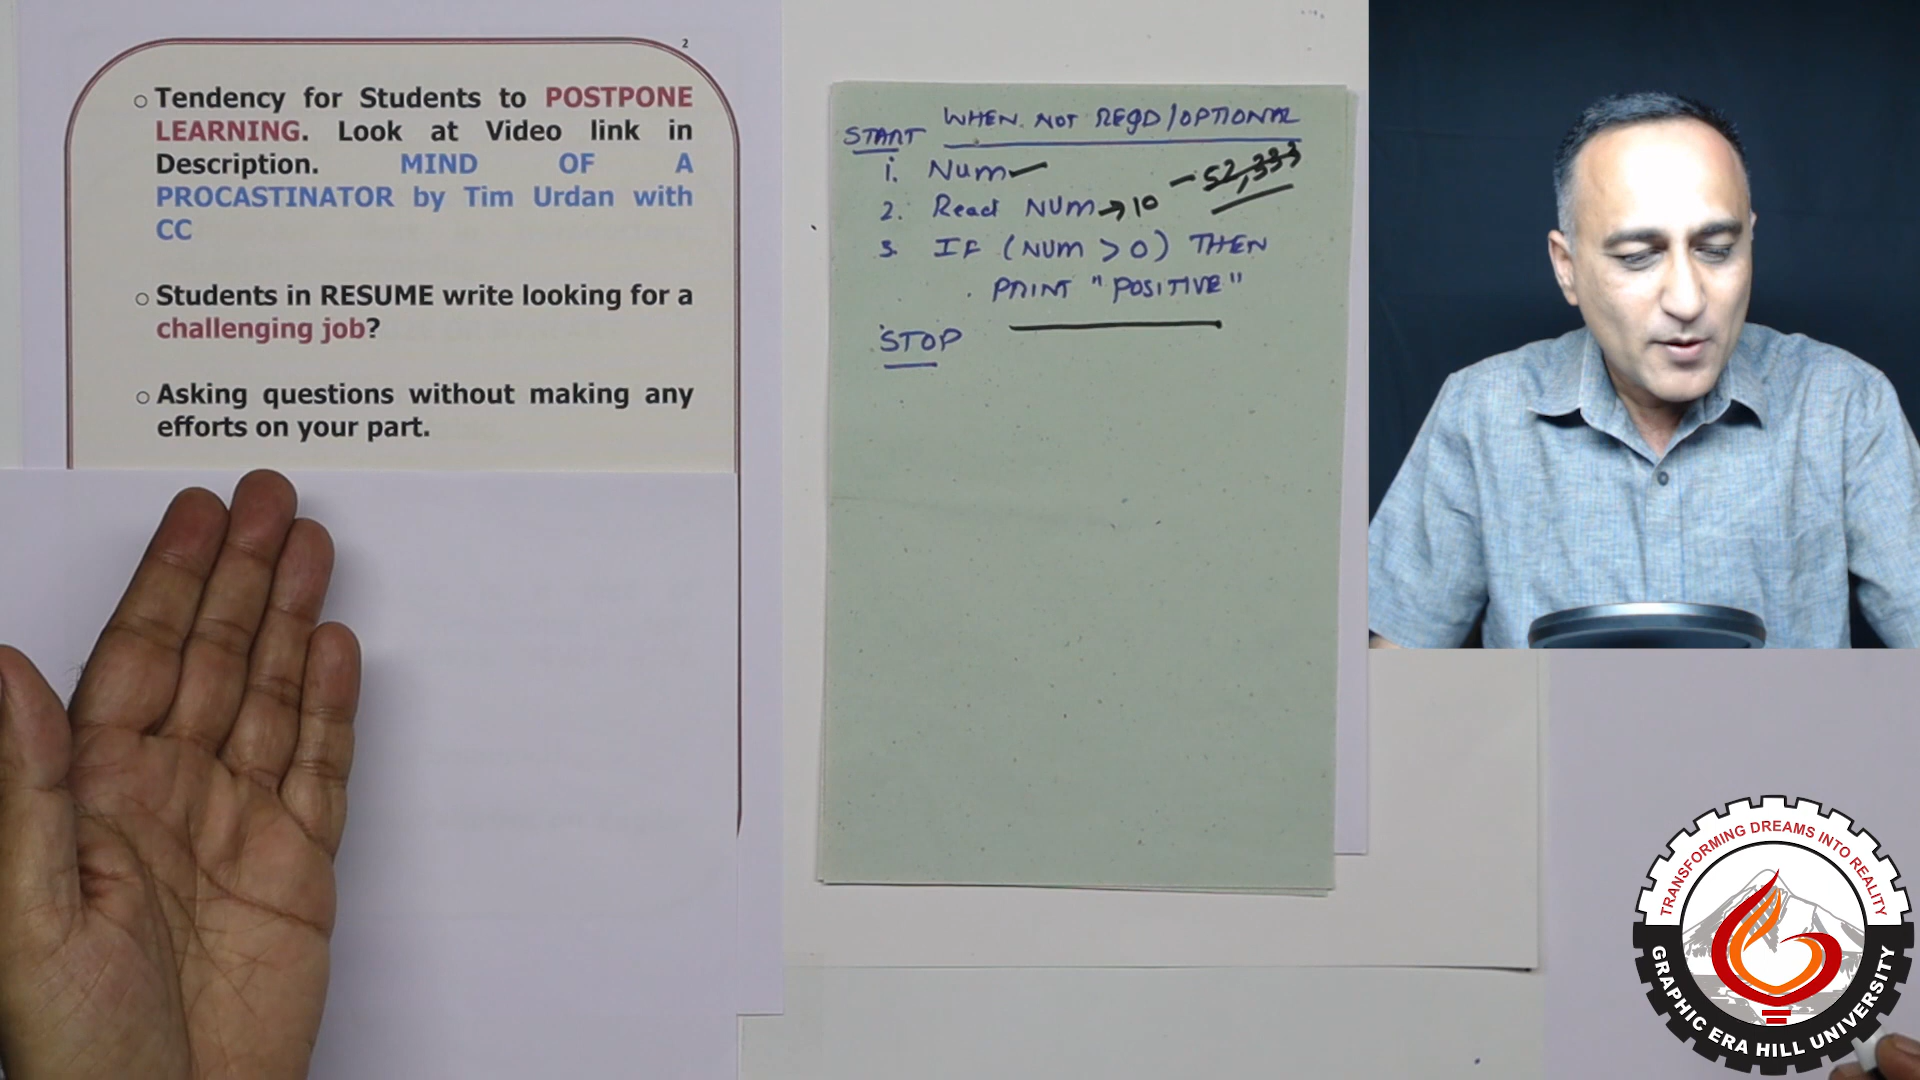 2
Tendency for Students to POSTPONE
LEARNING. Look at Video link in
Description. MIND OF A
PROCASTINATOR by Tim Urdan with
CC
Students in RESUME write looking for a
challenging job?
Asking questions without making any
efforts on your part.
WHEN NOT REQD/OPTIONAL
START
1. NUM
-52,333
2. Read NUM → 10
3. IF (NUM > 0) THEN
PRINT "POSITIVE"
STOP
TRANSFORMING DREAMS INTO REALITY
GRAPHIC ERA HILL UNIVERSITY